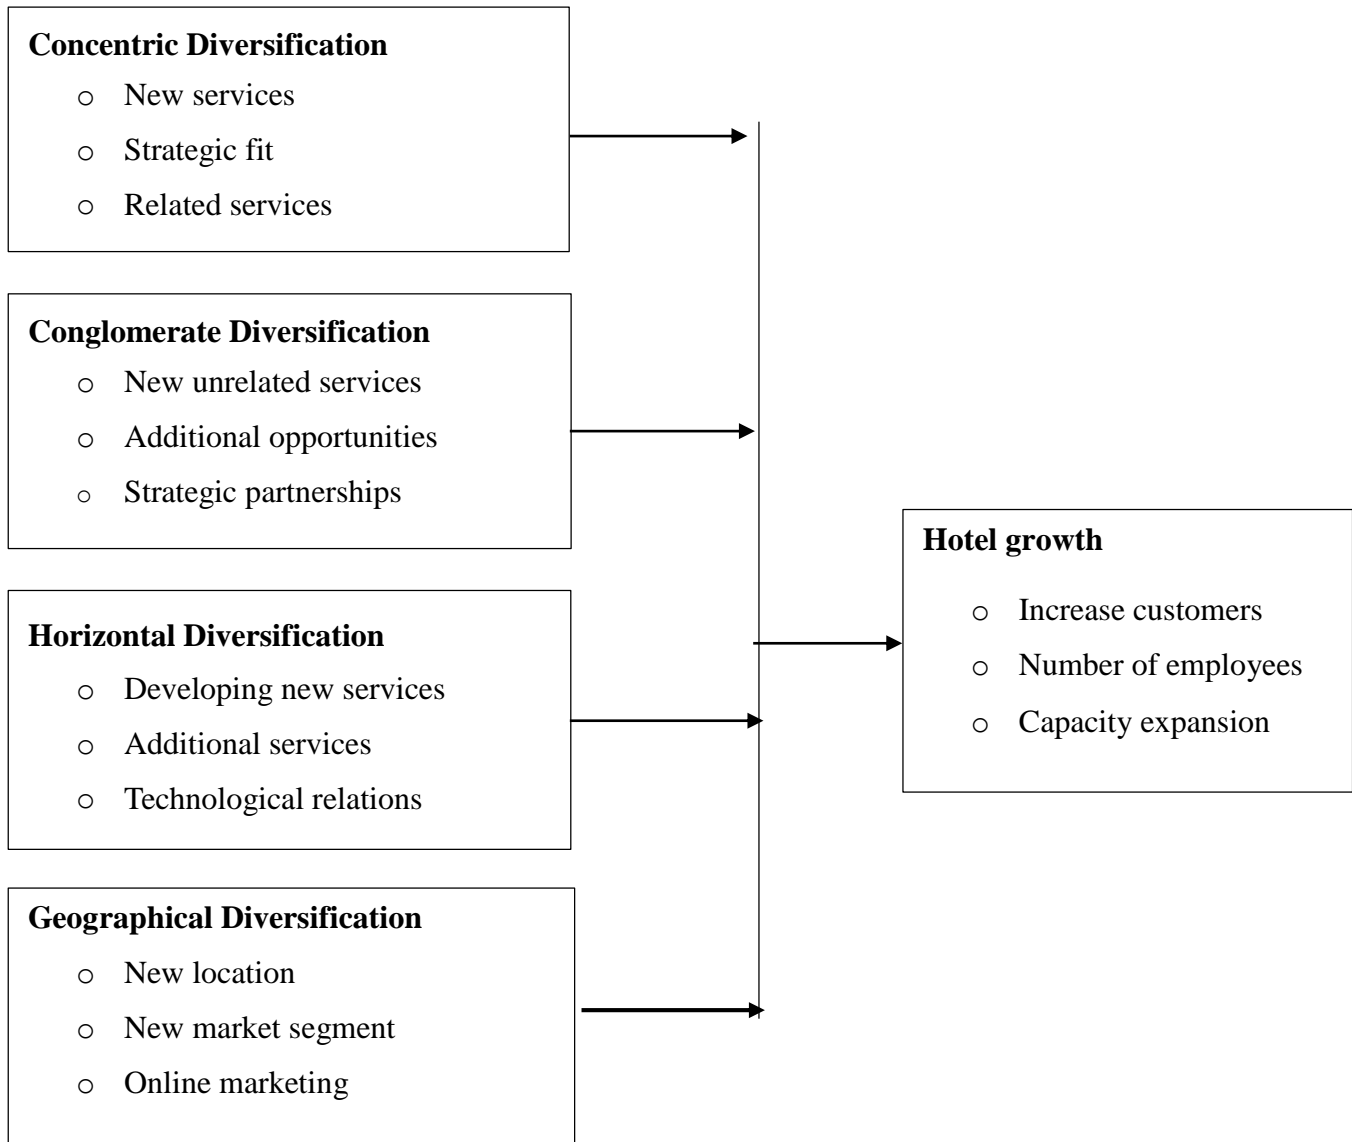 Concentric Diversification
o New services
o Strategic fit
o Related services
Conglomerate Diversification
o New unrelated services
o Additional opportunities
o Strategic partnerships
Horizontal Diversification
o Developing new services
o Additional services
o Technological relations
Geographical Diversification
o New location
o New market segment
o Online marketing
Hotel growth
o Increase customers
o Number of employees
o Capacity expansion